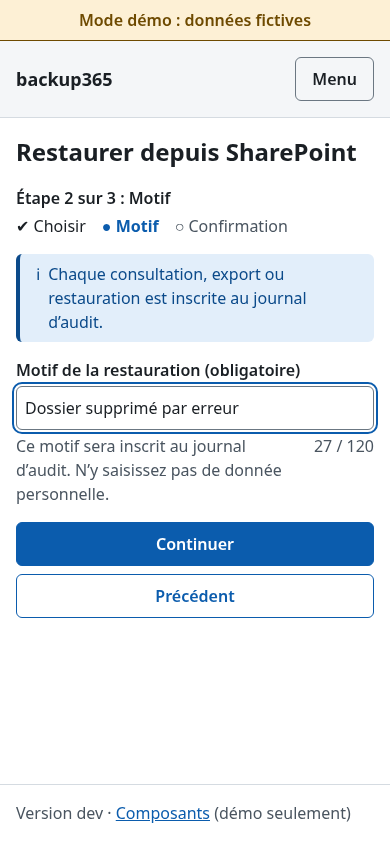 Mode démo : données fictives
backup365
Menu
Restaurer depuis SharePoint
Étape 2 sur 3 : Motif
✔ Choisir ● Motif ○ Confirmation
i Chaque consultation, export ou
restauration est inscrite au journal
d’audit.
Motif de la restauration (obligatoire)
Dossier supprimé par erreur
Ce motif sera inscrit au journal 27 / 120
d’audit. N’y saisissez pas de donnée
personnelle.
Continuer
Précédent
Version dev · Composants (démo seulement)